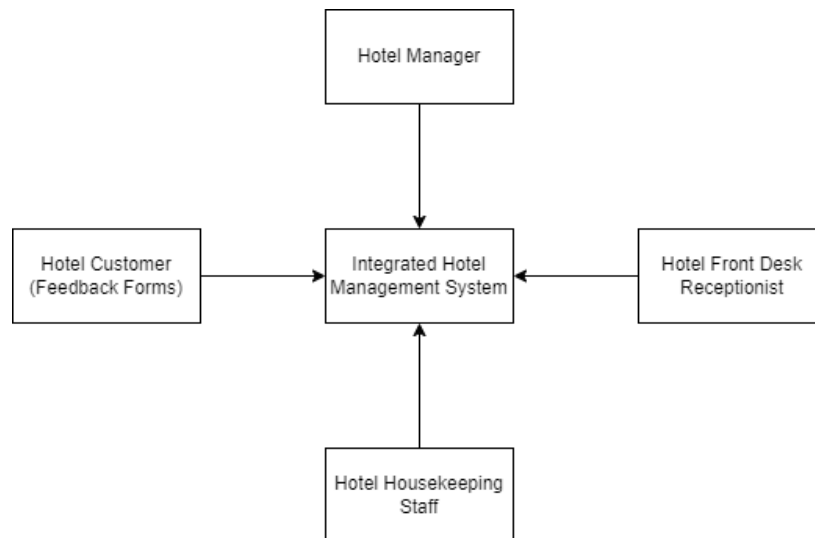 Hotel Manager
Hotel Customer
(Feedback Forms)
Integrated Hotel
Management System
Hotel Front Desk
Receptionist
Hotel Housekeeping
Staff